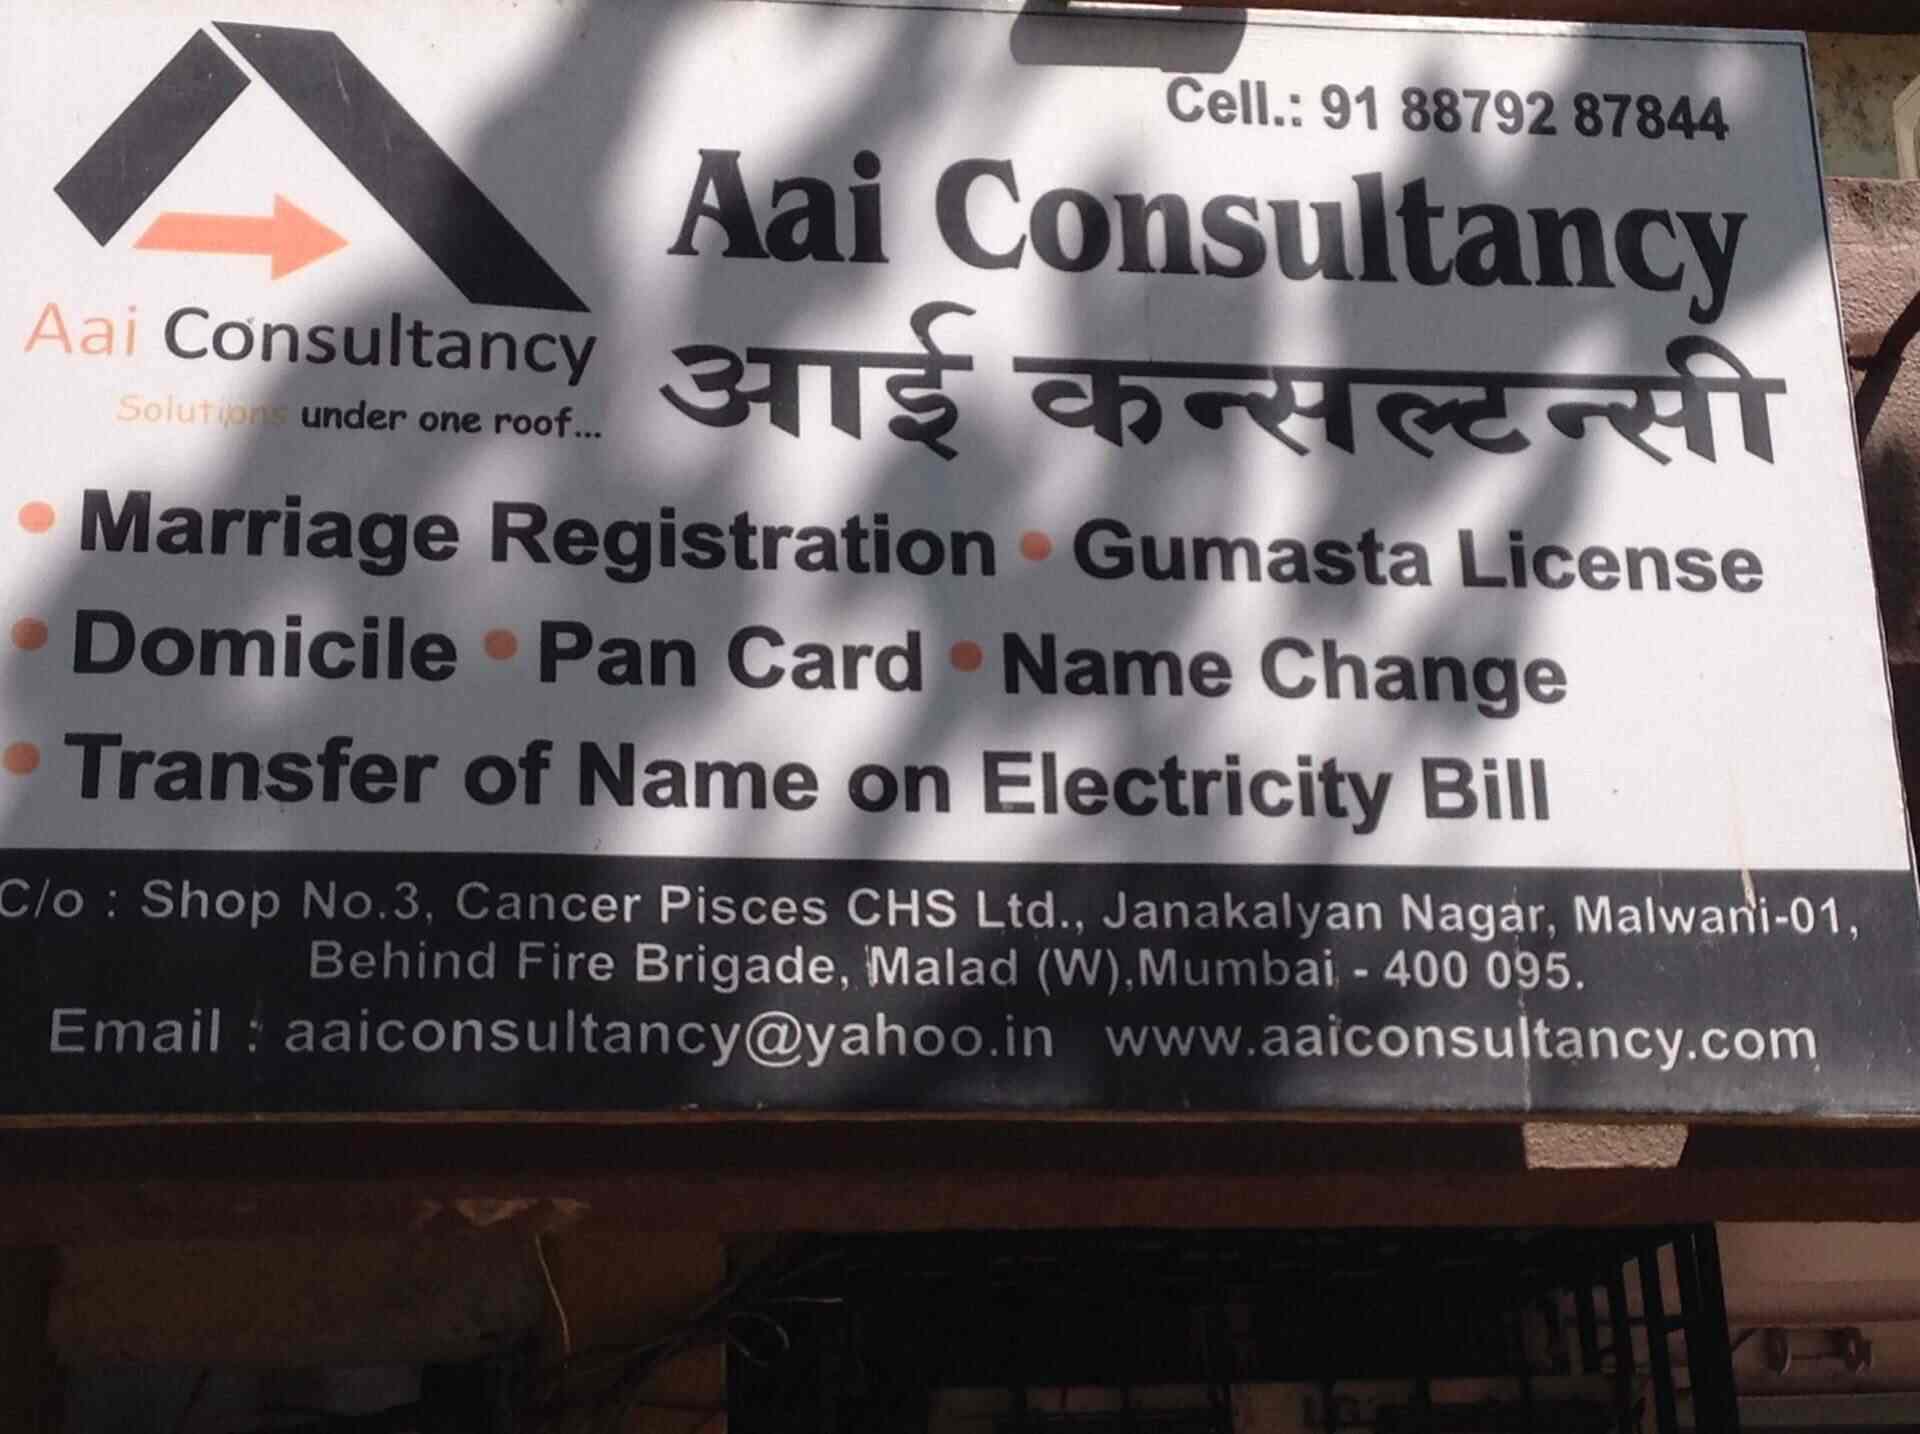 Cell.: 91 88792 87844
Aai Consultancy
आई कन्सल्टन्सी
Aai Consultancy
Solutions under one roof...
• Marriage Registration • Gumasta License
• Domicile • Pan Card • Name Change
• Transfer of Name on Electricity Bill
C/o : Shop No.3, Cancer Pisces CHS Ltd., Janakalyan Nagar, Malwani-01,
Behind Fire Brigade, Malad (W),Mumbai - 400 095.
Email : aaiconsultancy@yahoo.in www.aaiconsultancy.com